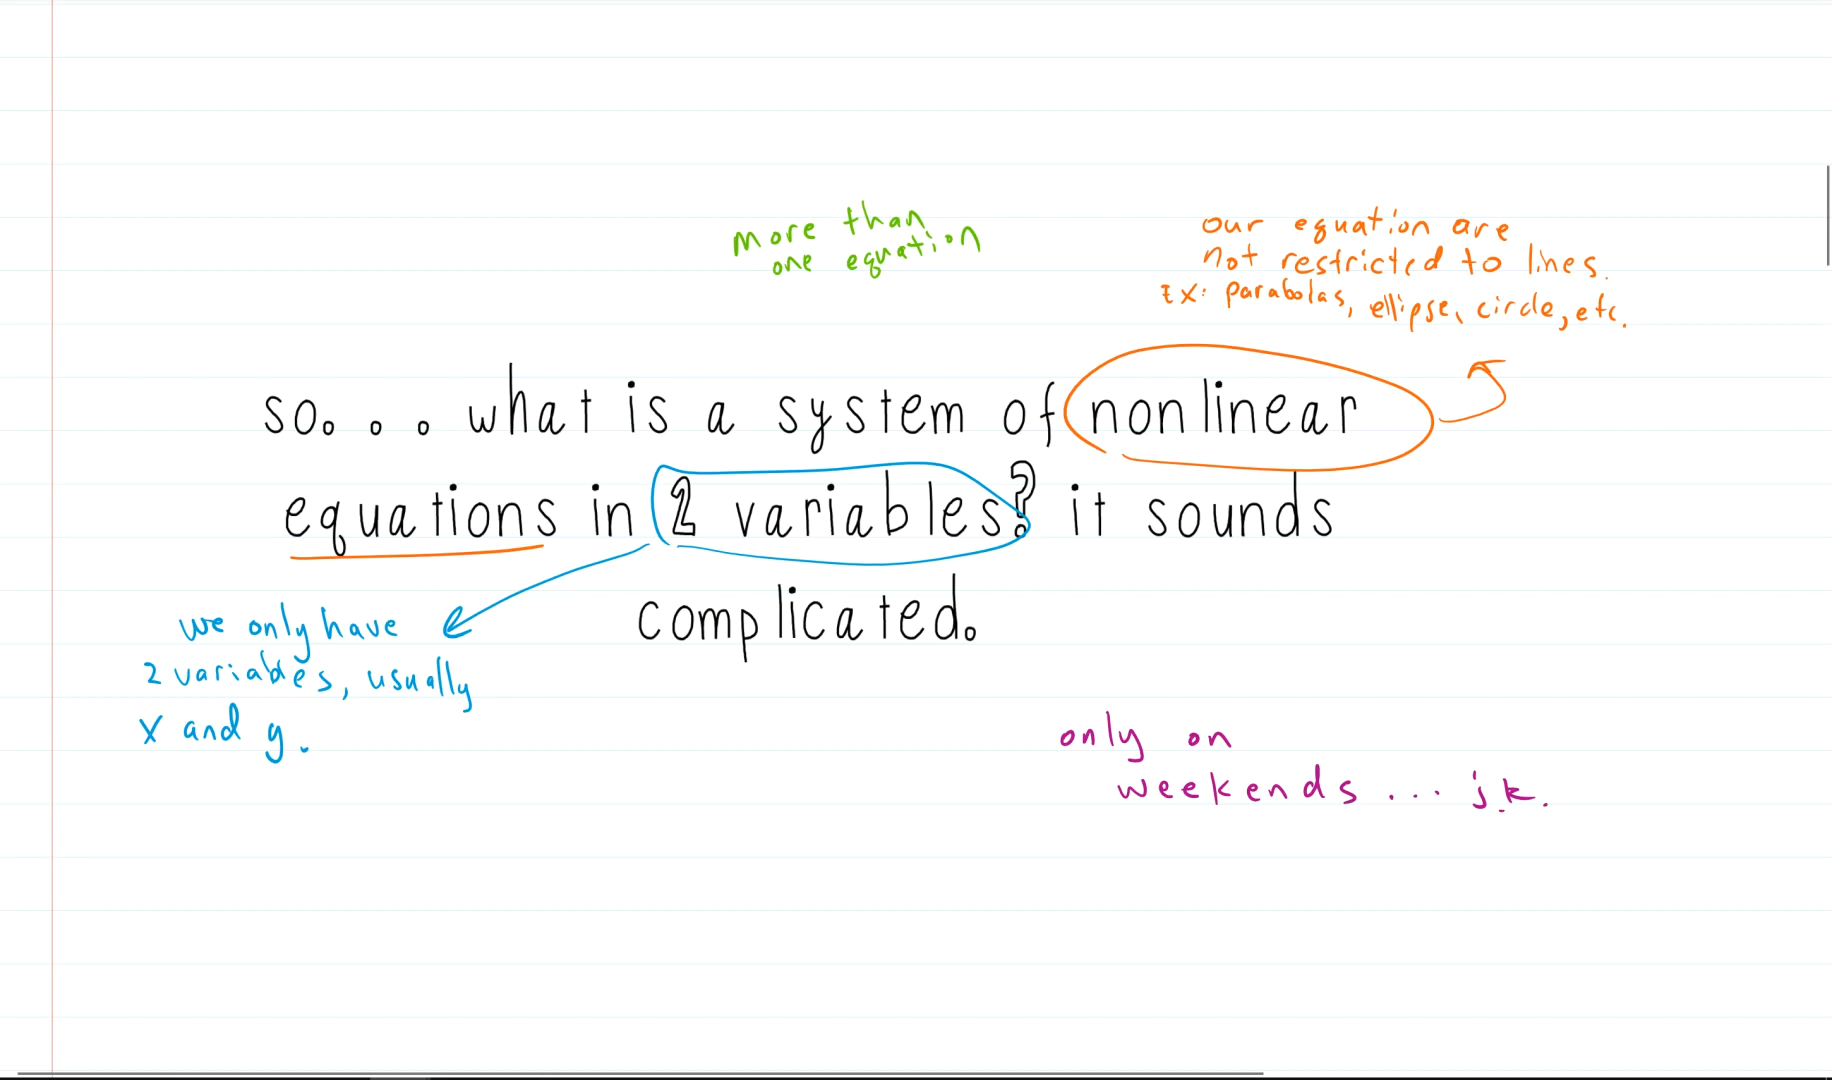 more than
one equation
our equation are
not restricted to lines.
Ex: parabolas, ellipse, circle, etc.
so... what is a system of nonlinear
equations in 2 variables? it sounds
complicated.
we only have
2 variables, usually
x and y.
only on
weekends ... j.k.